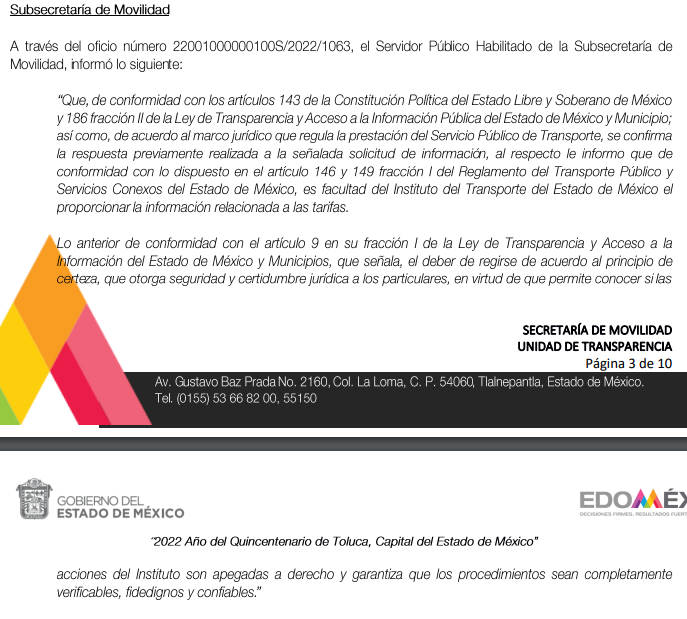 Subsecretaría de Movilidad
A través del oficio número 22001000000100S/2022/1063, el Servidor Público Habilitado de la Subsecretaría de
Movilidad, informó lo siguiente:
"Que, de conformidad con los artículos 143 de la Constitución Política del Estado Libre y Soberano de México
y 186 fracción II de la Ley de Transparencia y Acceso a la Información Pública del Estado de México y Municipio;
así como, de acuerdo al marco jurídico que regula la prestación del Servicio Público de Transporte, se confirma
la respuesta previamente realizada a la señalada solicitud de información, al respecto le informo que de
conformidad con lo dispuesto en el artículo 146 y 149 fracción I del Reglamento del Transporte Público y
Servicios Conexos del Estado de México, es facultad del Instituto del Transporte del Estado de México el
proporcionar la información relacionada a las tarifas.
Lo anterior de conformidad con el artículo 9 en su fracción I de la Ley de Transparencia y Acceso a la
Información del Estado de México y Municipios, que señala, el deber de regirse de acuerdo al principio de
certeza, que otorga seguridad y certidumbre jurídica a los particulares, en virtud de que permite conocer si las
SECRETARÍA DE MOVILIDAD
UNIDAD DE TRANSPARENCIA
Página 3 de 10
Av. Gustavo Baz Prada No. 2160, Col. La Loma, C. P. 54060, Tlalnepantla, Estado de México.
Tel. (0155) 53 66 82 00, 55150
GOBIERNO DEL
ESTADO DE MÉXICO
EDOMÉX
DECISIONES FIRMES, RESULTADOS FUERT
"2022 Año del Quincentenario de Toluca, Capital del Estado de México"
acciones del Instituto son apegadas a derecho y garantiza que los procedimientos sean completamente
verificables, fidedignos y confiables."